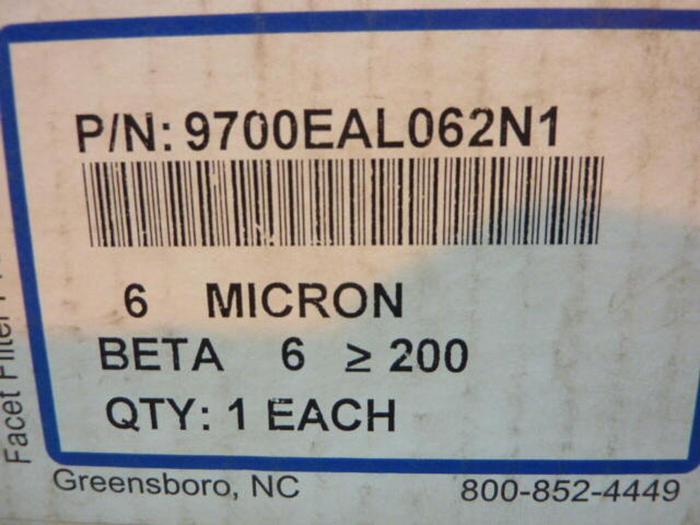 P/N: 9700EAL062N1
6 MICRON
BETA 6 ≥ 200
QTY: 1 EACH
Facet Filter
Greensboro, NC
800-852-4449